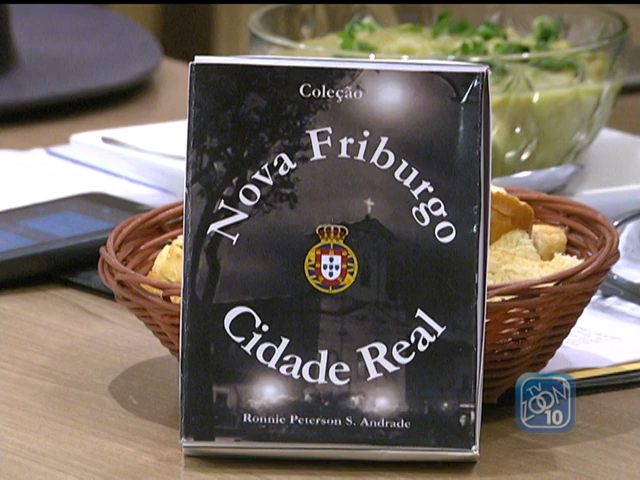 Coleção
Nova Friburgo
Cidade Real
Ronnie Peterson S. Andrade
TV
ZOOM
10